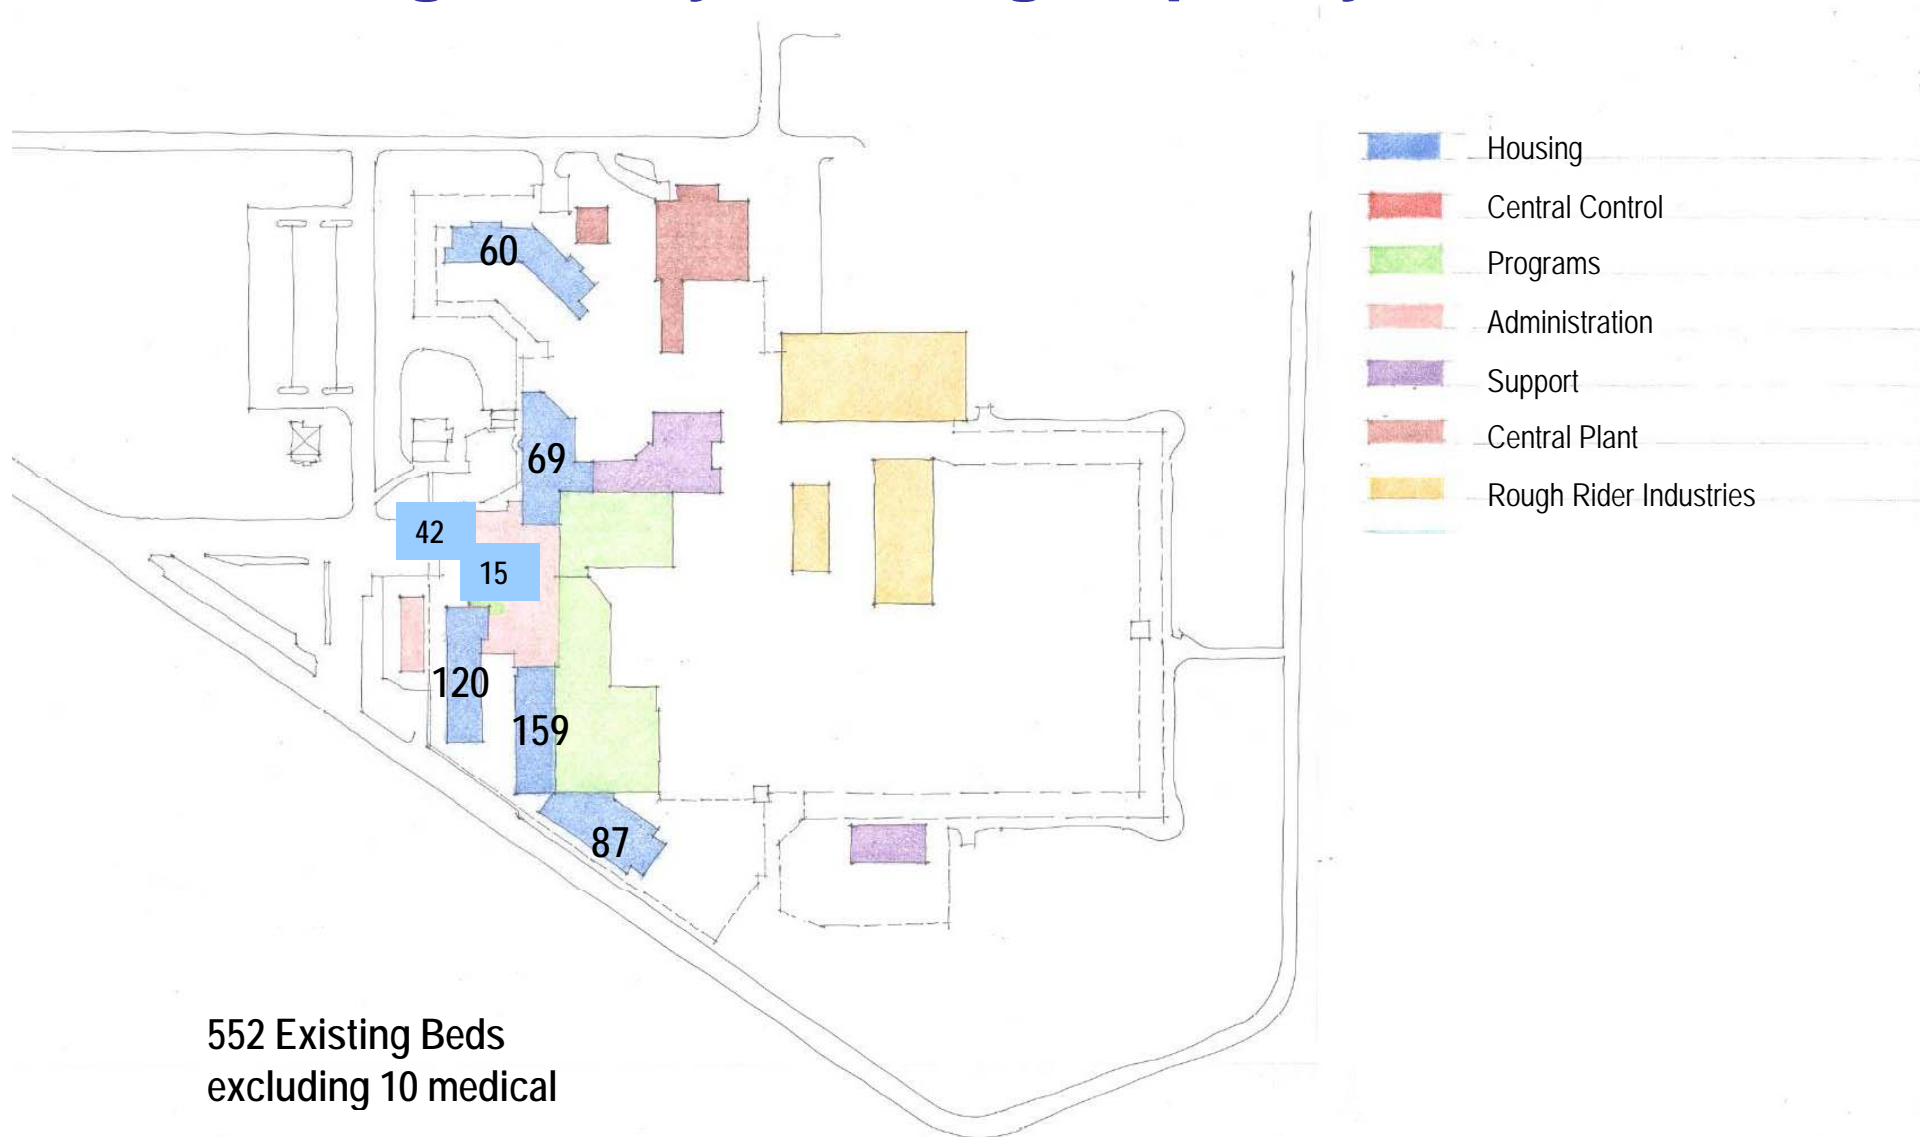 60
69
42
15
120
159
87
Housing
Central Control
Programs
Administration
Support
Central Plant
Rough Rider Industries
552 Existing Beds
excluding 10 medical